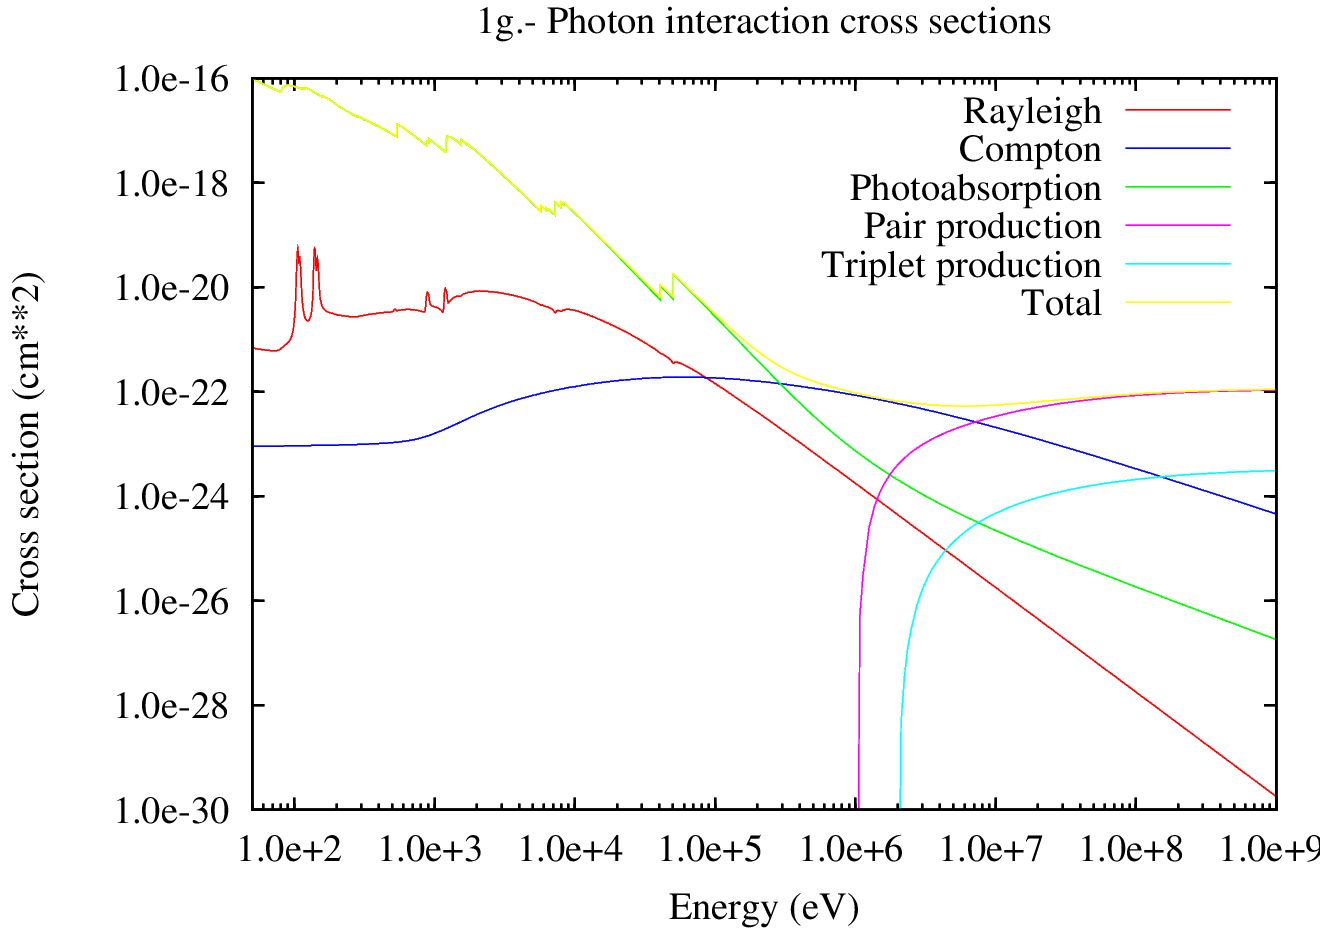 1g.- Photon interaction cross sections
Cross section (cm**2)
1.0e-16
1.0e-18
1.0e-20
1.0e-22
1.0e-24
1.0e-26
1.0e-28
1.0e-30
Rayleigh
Compton
Photoabsorption
Pair production
Triplet production
Total
1.0e+2 1.0e+3 1.0e+4 1.0e+5 1.0e+6 1.0e+7 1.0e+8 1.0e+9
Energy (eV)